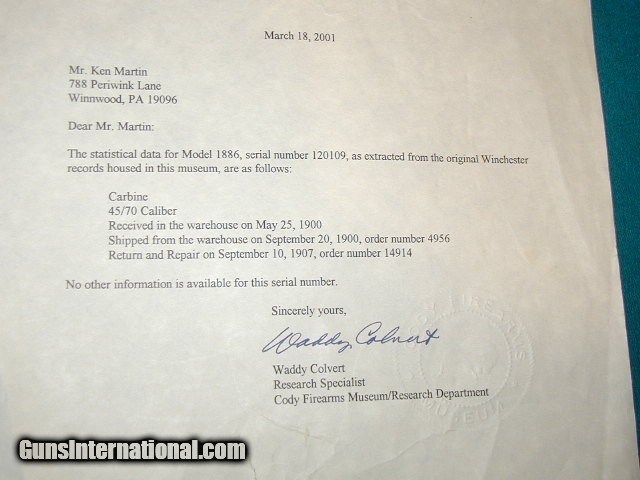 March 18, 2001
Mr. Ken Martin
788 Periwink Lane
Winnwood, PA 19096
Dear Mr. Martin:
The statistical data for Model 1886, serial number 120109, as extracted from the original Winchester
records housed in this museum, are as follows:
Carbine
45/70 Caliber
Received in the warehouse on May 25, 1900
Shipped from the warehouse on September 20, 1900, order number 4956
Return and Repair on September 10, 1907, order number 14914
No other information is available for this serial number.
Sincerely yours,
Waddy Colvert
Waddy Colvert
Research Specialist
Cody Firearms Museum/Research Department
FIREARMS
MUSEUM
GunsInternational.com